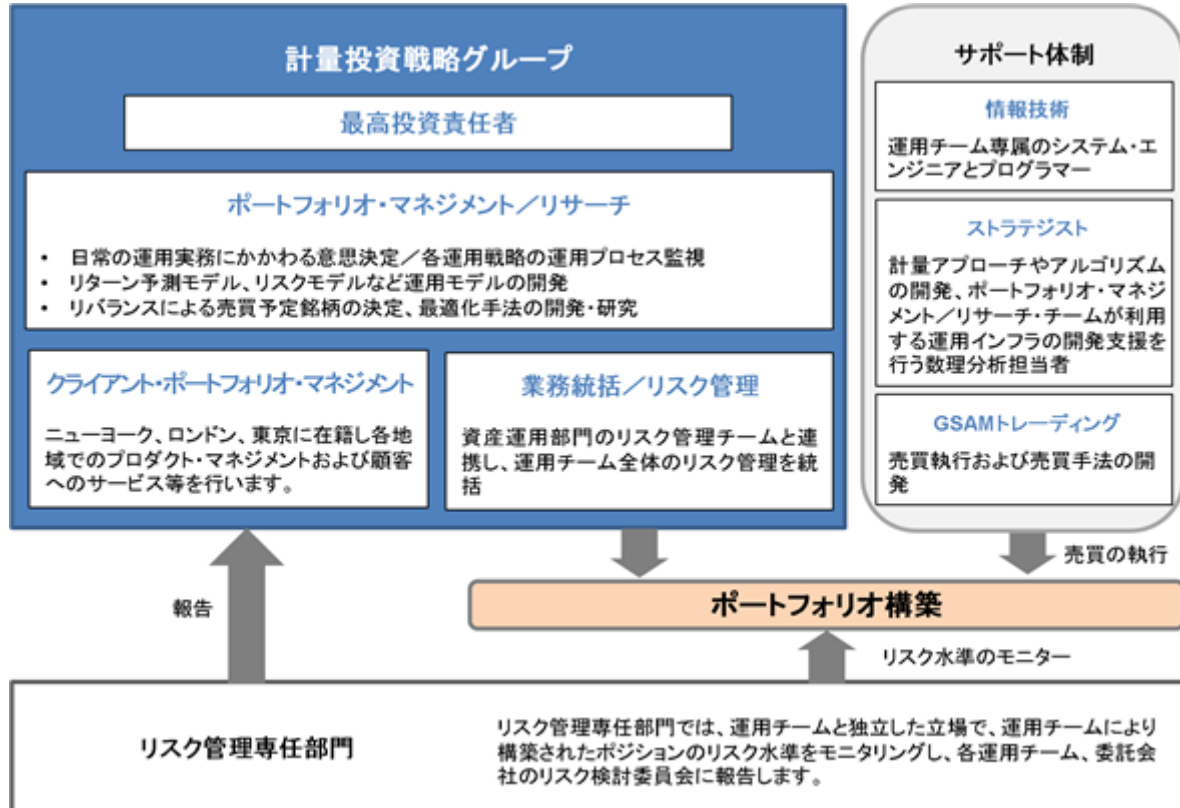 計量投資戦略グループ
最高投資責任者
ポートフォリオ・マネジメント／リサーチ
• 日常の運用実務にかかわる意思決定／各運用戦略の運用プロセス監視
• リターン予測モデル、リスクモデルなど運用モデルの開発
• リバランスによる売買予定銘柄の決定、最適化手法の開発・研究
クライアント・ポートフォリオ・マネジメント
ニューヨーク、ロンドン、東京に在籍し各地
域でのプロダクト・マネジメントおよび顧客
へのサービス等を行います。
業務統括／リスク管理
資産運用部門のリスク管理チームと連
携し、運用チーム全体のリスク管理を統
括
サポート体制
情報技術
運用チーム専属のシステム・エ
ンジニアとプログラマー
ストラテジスト
計量アプローチやアルゴリズム
の開発、ポートフォリオ・マネジ
メント／リサーチ・チームが利用
する運用インフラの開発支援を
行う数理分析担当者
GSAMトレーディング
売買執行および売買手法の開
発
売買の執行
報告
ポートフォリオ構築
リスク水準のモニター
リスク管理専任部門
リスク管理専任部門では、運用チームと独立した立場で、運用チームにより
構築されたポジションのリスク水準をモニタリングし、各運用チーム、委託会
社のリスク検討委員会に報告します。